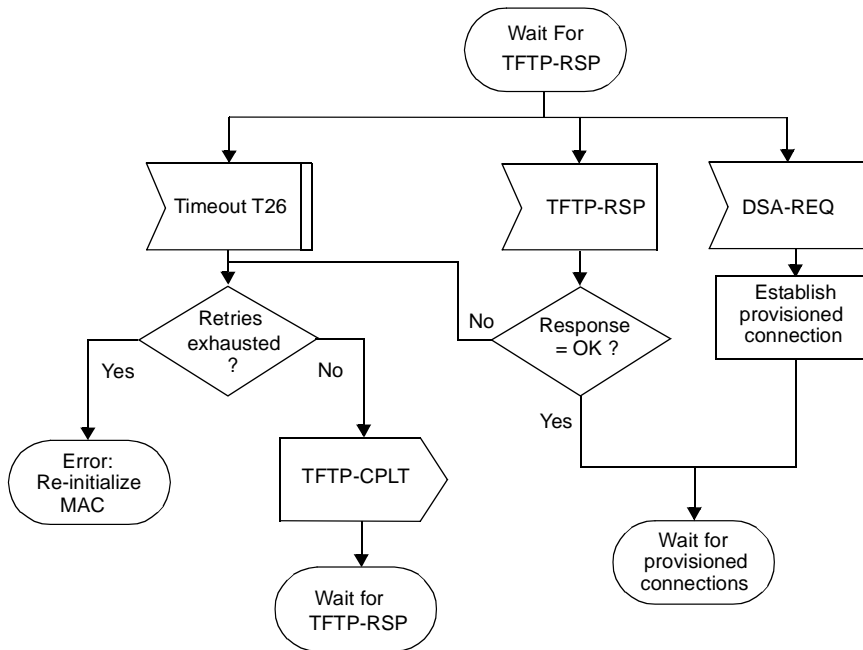 Wait For
TFTP-RSP
Timeout T26
TFTP-RSP
DSA-REQ
Establish
provisioned
connection
Retries
exhausted
?
No
Response
= OK ?
Yes
No
Yes
Error:
Re-initialize
MAC
TFTP-CPLT
Wait for
provisioned
connections
Wait for
TFTP-RSP